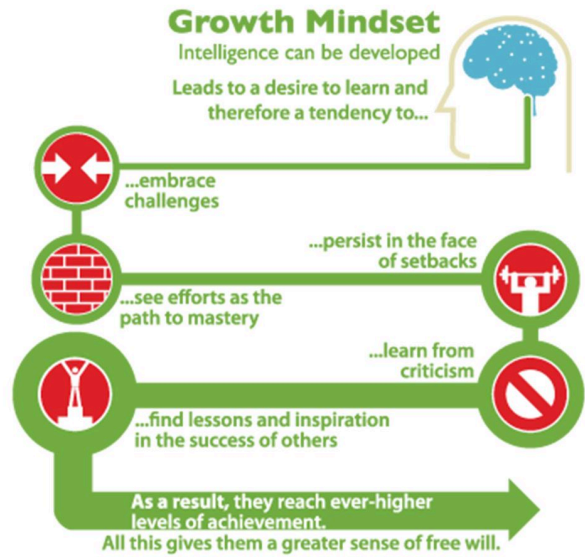 Growth Mindset
Intelligence can be developed
Leads to a desire to learn and
therefore a tendency to...
...embrace
challenges
...persist in the face
of setbacks
...see efforts as the
path to mastery
...learn from
criticism
...find lessons and inspiration
in the success of others
As a result, they reach ever-higher
levels of achievement.
All this gives them a greater sense of free will.